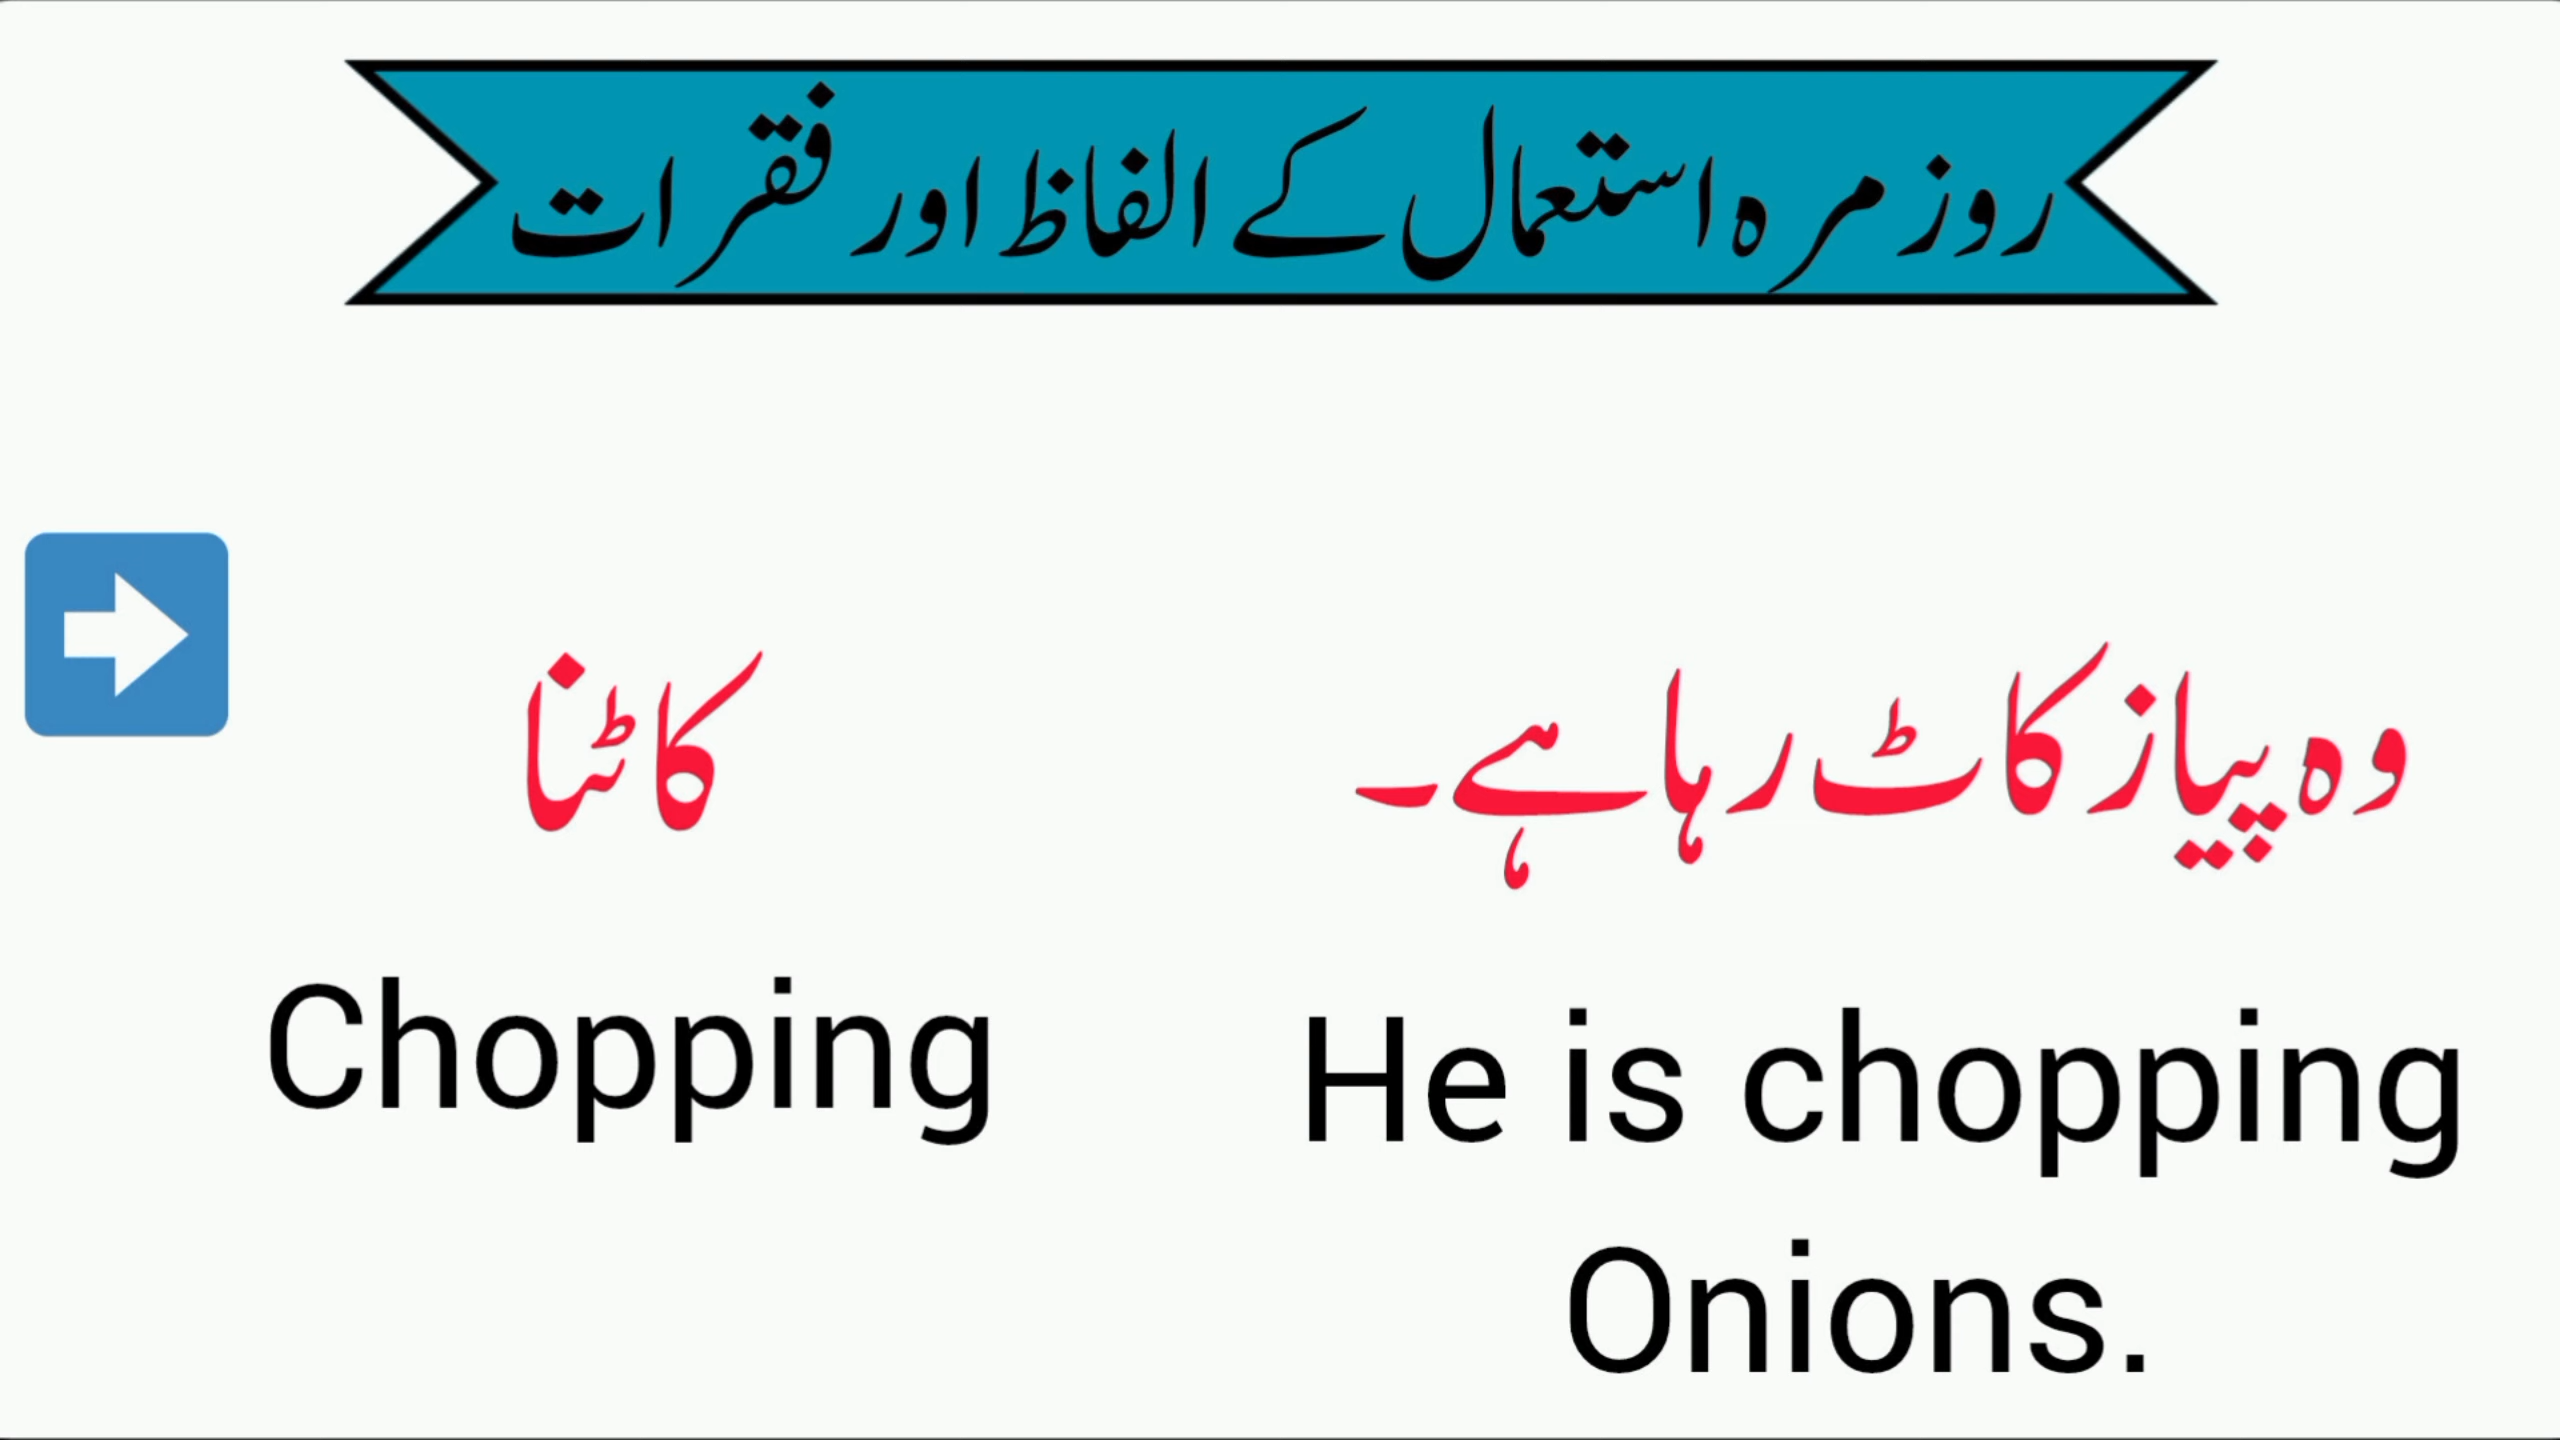 روزمرہ استعمال کے الفاظ اور فقرات
کاٹنا
Chopping
وہ پیاز کاٹ رہا ہے۔
He is chopping
Onions.